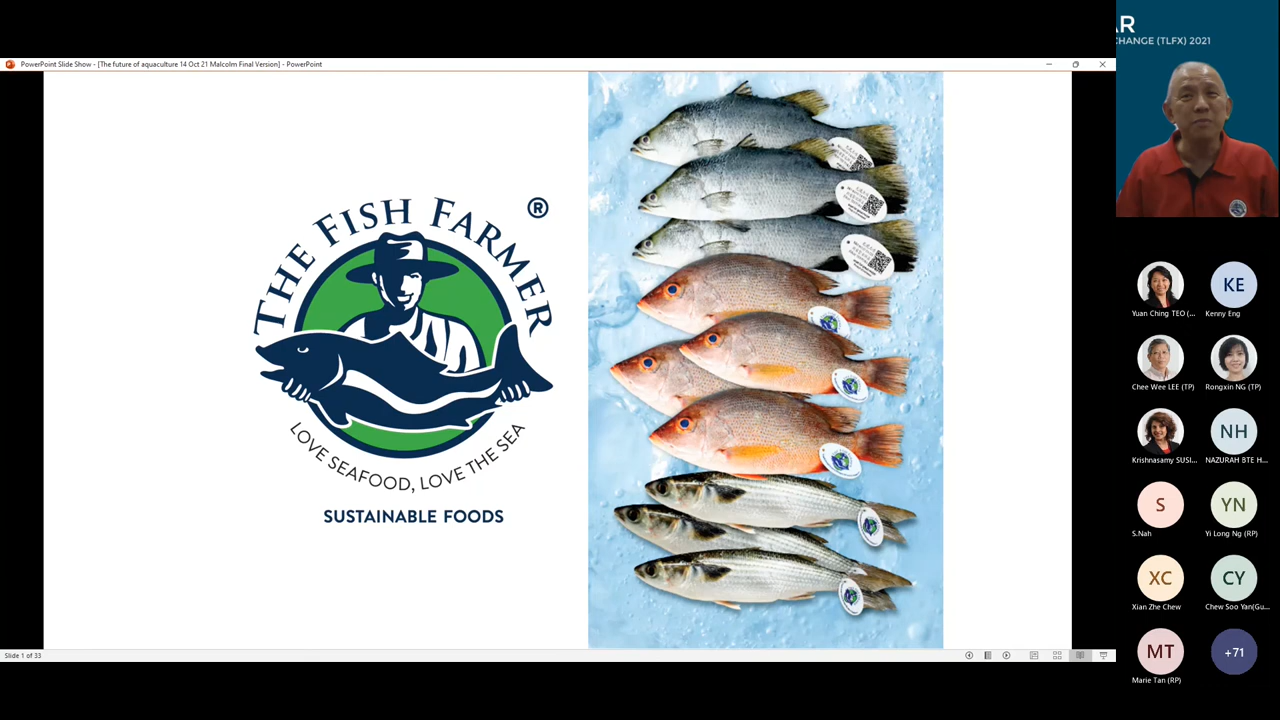 AR
CHANGE (TLFX) 2021
PowerPoint Slide Show - [The future of aquaculture 14 Oct 21 Malcolm Final Version] - PowerPoint
THE FISH FARMER
®
LOVE SEAFOOD, LOVE THE SEA
SUSTAINABLE FOODS
Yuan Ching TEO (...
KE
Kenny Eng
Chee Wee LEE (TP)
Rongxin NG (TP)
Krishnasamy SUSI...
NH
NAZURAH BTE H...
S
S.Nah
YN
Yi Long Ng (RP)
XC
Xian Zhe Chew
CY
Chew Soo Yan(Gu...
MT
Marie Tan (RP)
+71
Slide 1 of 33